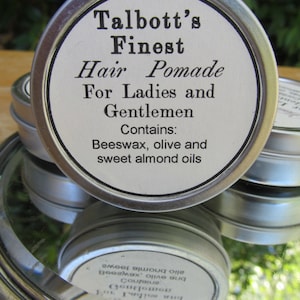 Talbott's
Finest
Hair Pomade
For Ladies and
Gentlemen
Contains:
Beeswax, olive and
sweet almond oils